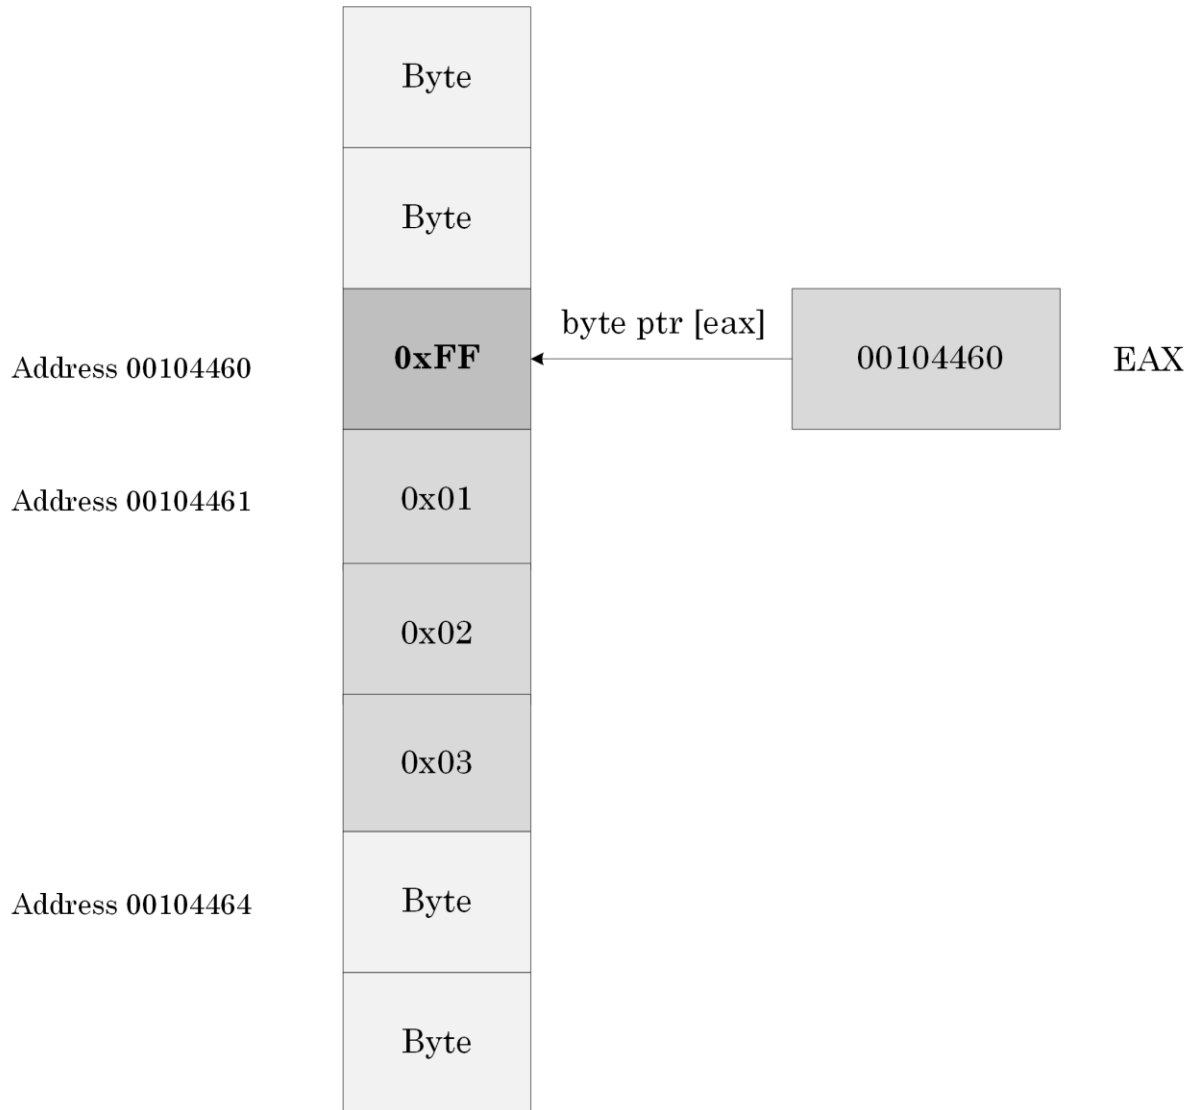 Byte
Byte
byte ptr [eax]
Address 00104460
0xFF
00104460
EAX
Address 00104461
0x01
0x02
0x03
Address 00104464
Byte
Byte